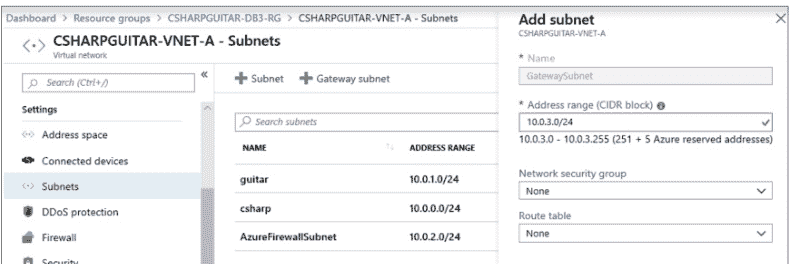 Dashboard > Resource groups > CSHARPGUITAR-DB3-RG > CSHARPGUITAR-VNET-A - Subnets
CSHARPGUITAR-VNET-A - Subnets
Virtual network
Search (Ctrl+/)
«
Settings
Address space
Connected devices
Subnets
DDoS protection
Firewall
Security
+ Subnet + Gateway subnet
Search subnets
NAME ADDRESS RANGE
guitar 10.0.1.0/24
csharp 10.0.0.0/24
AzureFirewallSubnet 10.0.2.0/24
Add subnet
CSHARPGUITAR-VNET-A
* Name
GatewaySubnet
* Address range (CIDR block)
10.0.3.0/24
10.0.3.0 - 10.0.3.255 (251 + 5 Azure reserved addresses)
Network security group
None
Route table
None